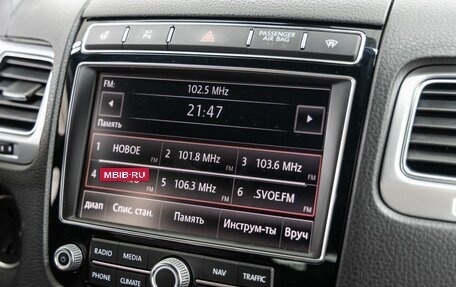 PASSENGER
AIR BAG
FM: 102.5 MHz
21:47
Память
1 НОВОЕ FM 2 101.8 MHz FM 3 103.6 MHz FM
4 FM 5 106.3 MHz FM 6 .SVOE.FM FM
MBIB-RU
диап Спис. стан. Память Инструм-ты Вруч
RADIO MEDIA
PHONE CLIMATE NAV TRAFFIC